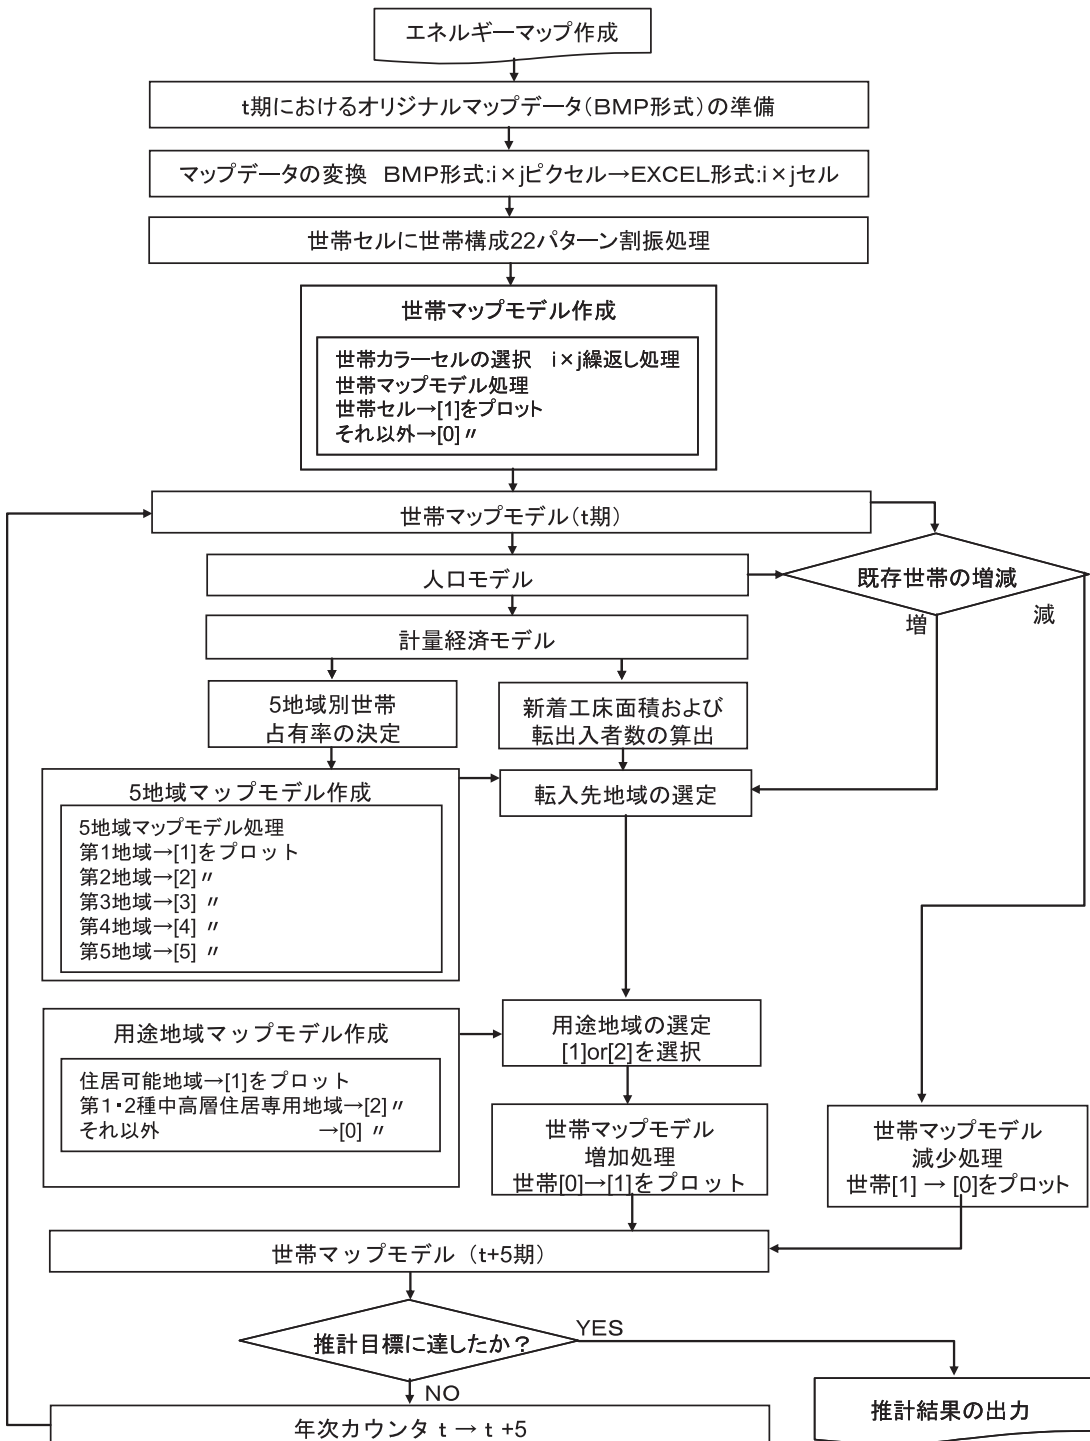 エネルギーマップ作成
t期におけるオリジナルマップデータ(BMP形式)の準備
マップデータの変換 BMP形式:i×jピクセル→EXCEL形式:i×jセル
世帯セルに世帯構成22パターン割振処理
世帯マップモデル作成
世帯カラーセルの選択 i×j繰返し処理
世帯マップモデル処理
世帯セル→[1]をプロット
それ以外→[0]〃
世帯マップモデル(t期)
人口モデル
既存世帯の増減
増
減
計量経済モデル
5地域別世帯
占有率の決定
新着工床面積および
転出入者数の算出
5地域マップモデル作成
5地域マップモデル処理
第1地域→[1]をプロット
第2地域→[2]〃
第3地域→[3] 〃
第4地域→[4] 〃
第5地域→[5] 〃
転入先地域の選定
用途地域マップモデル作成
住居可能地域→[1]をプロット
第1・2種中高層住居専用地域→[2]〃
それ以外 →[0] 〃
用途地域の選定
[1]or[2]を選択
世帯マップモデル
増加処理
世帯[0]→[1]をプロット
世帯マップモデル
減少処理
世帯[1] → [0]をプロット
世帯マップモデル (t+5期)
推計目標に達したか?
YES
NO
年次カウンタ t → t +5
推計結果の出力